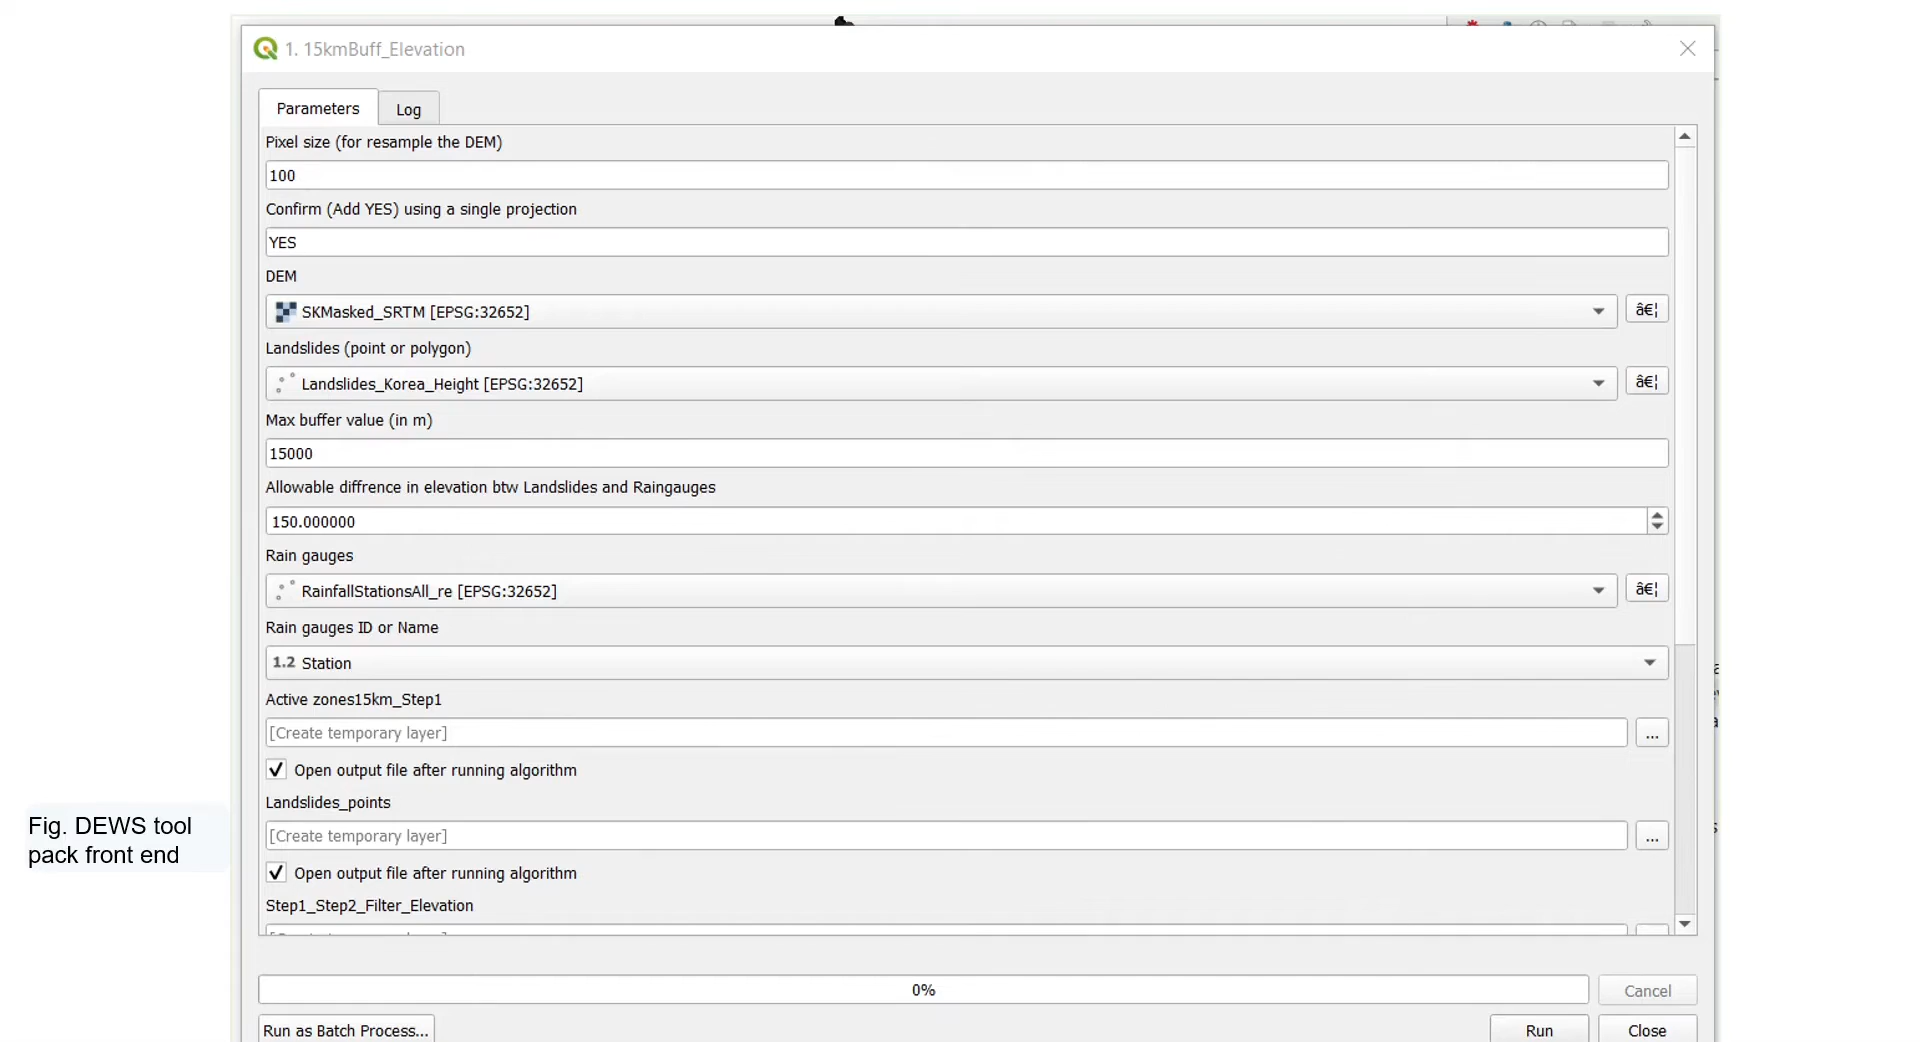 1. 15kmBuff_Elevation
Parameters
Log
Pixel size (for resample the DEM)
100
Confirm (Add YES) using a single projection
YES
DEM
SKMasked_SRTM [EPSG:32652]
â€¦
Landslides (point or polygon)
Landslides_Korea_Height [EPSG:32652]
â€¦
Max buffer value (in m)
15000
Allowable diffrence in elevation btw Landslides and Raingauges
150.000000
Rain gauges
RainfallStationsAll_re [EPSG:32652]
â€¦
Rain gauges ID or Name
1.2 Station
Active zones15km_Step1
[Create temporary layer]
...
Open output file after running algorithm
Landslides_points
[Create temporary layer]
...
Open output file after running algorithm
Step1_Step2_Filter_Elevation
0%
Cancel
Run as Batch Process...
Run
Close
Fig. DEWS tool
pack front end